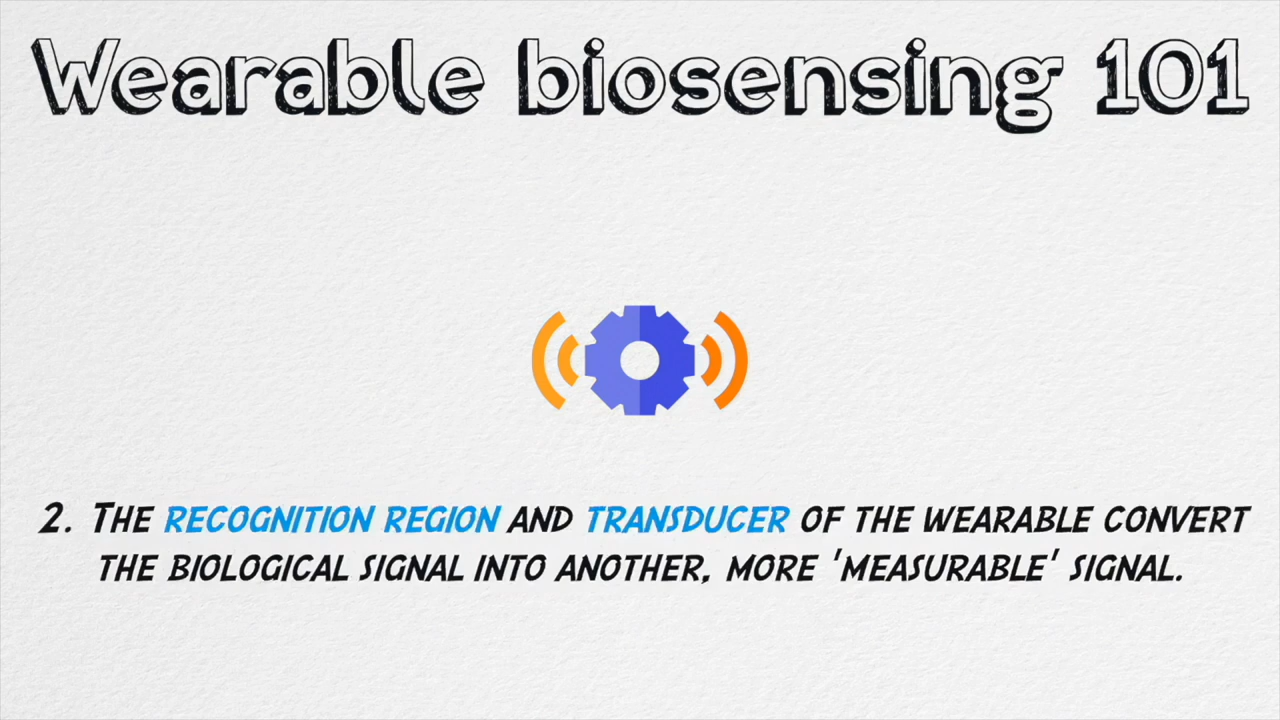 Wearable biosensing 101
2. THE RECOGNITION REGION AND TRANSDUCER OF THE WEARABLE CONVERT
THE BIOLOGICAL SIGNAL INTO ANOTHER, MORE 'MEASURABLE' SIGNAL.